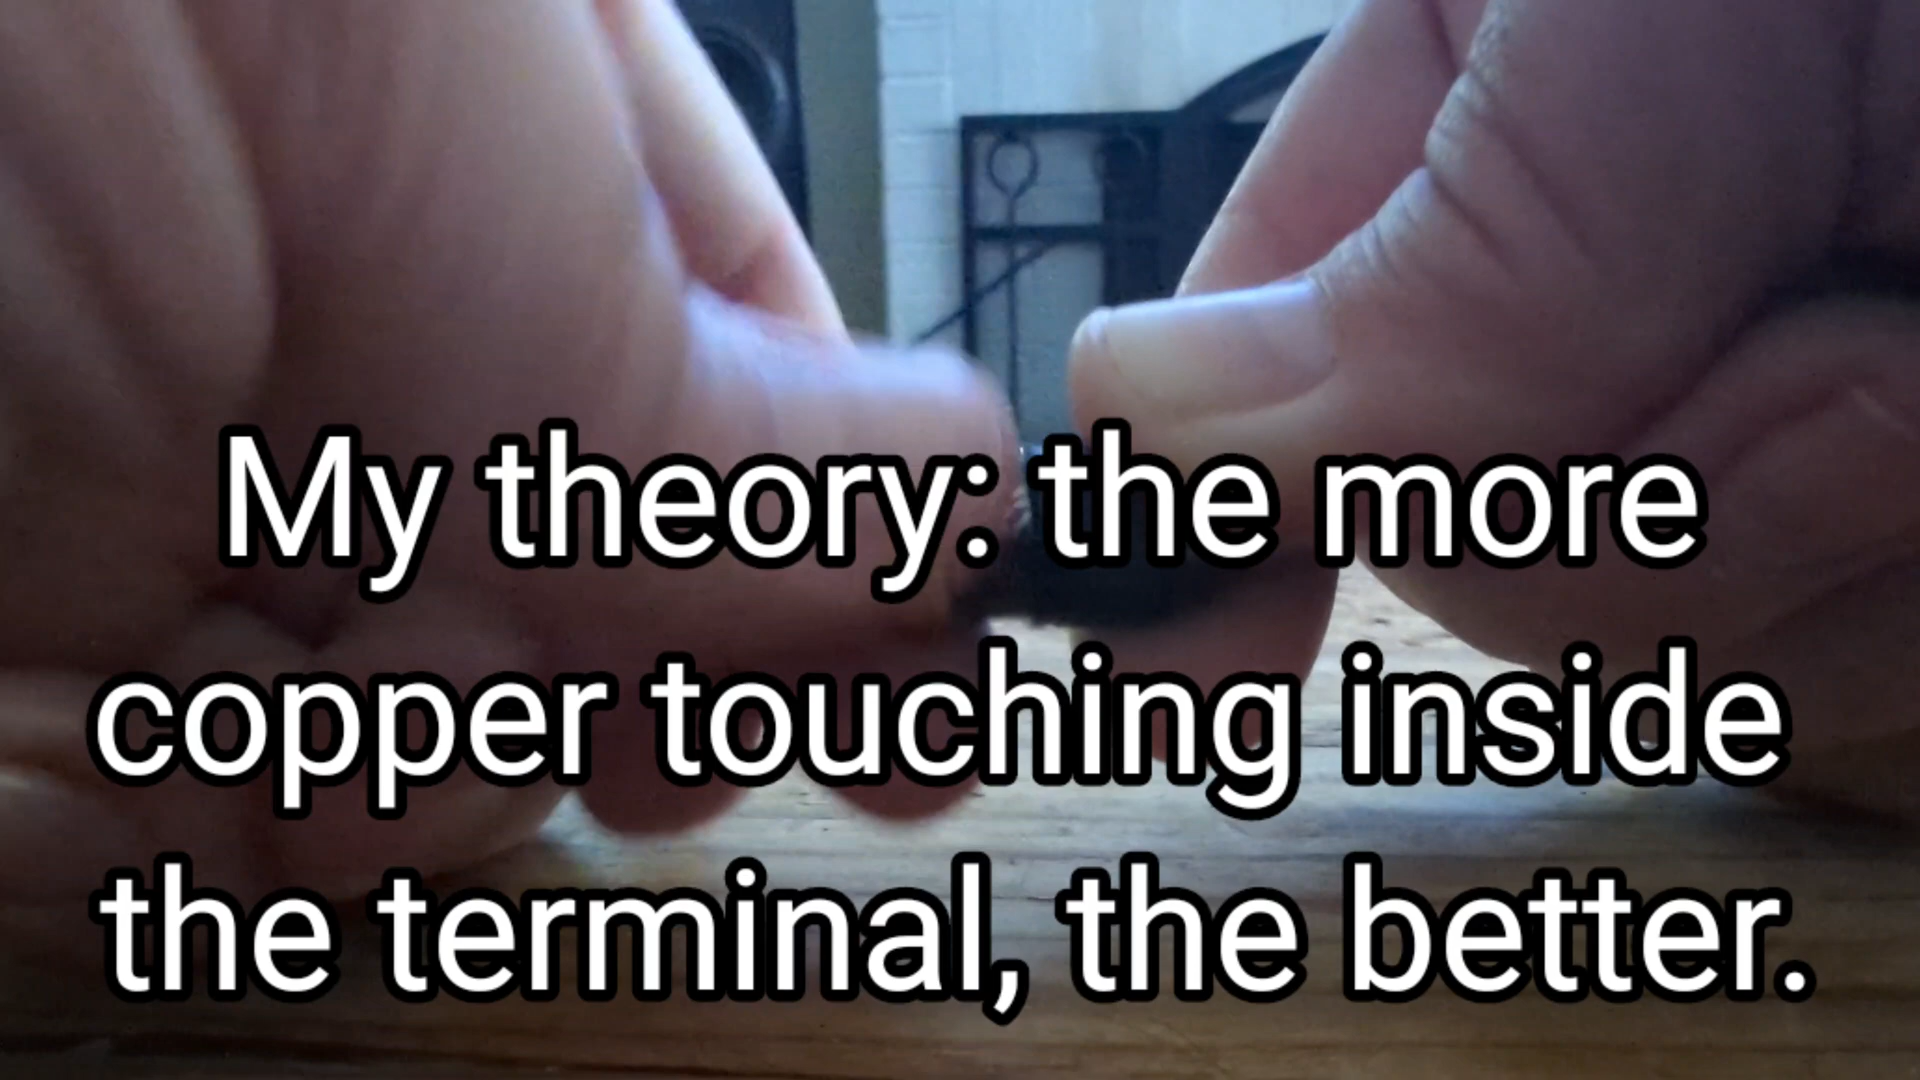 My theory: the more
copper touching inside
the terminal, the better.